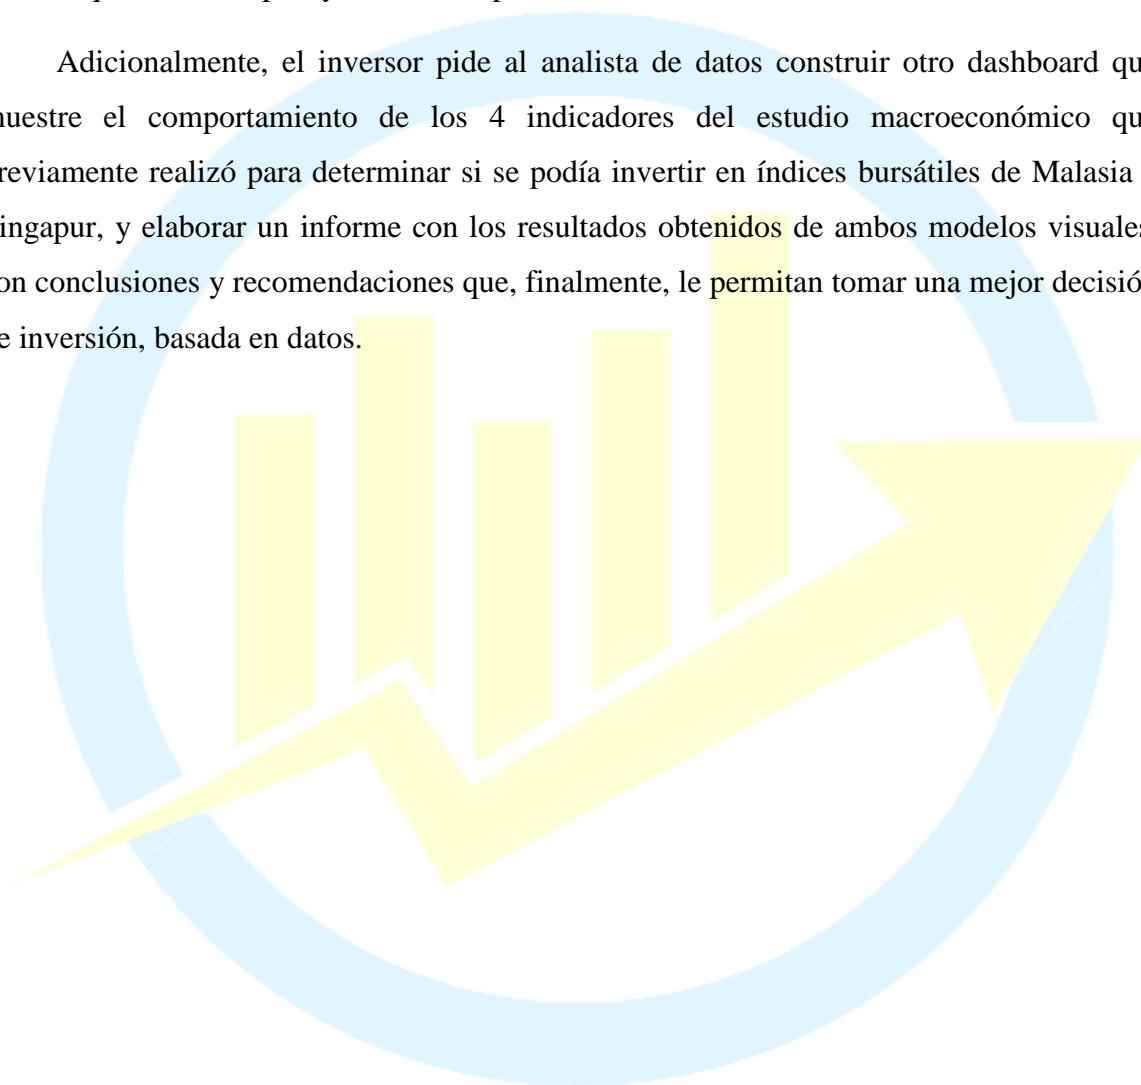 Adicionalmente, el inversor pide al analista de datos construir otro dashboard qu
uestre el comportamiento de los 4 indicadores del estudio macroeconómico qu
reviamente realizó para determinar si se podía invertir en índices bursátiles de Malasia
ingapur, y elaborar un informe con los resultados obtenidos de ambos modelos visuales
on conclusiones y recomendaciones que, finalmente, le permitan tomar una mejor decisió
e inversión, basada en datos.